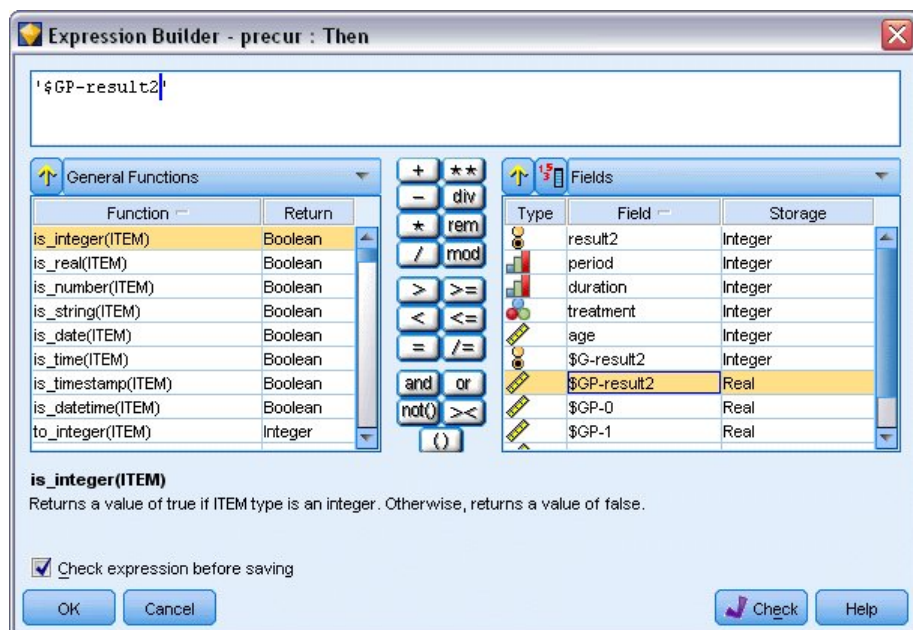 Expression Builder - precur : Then
'$GP-result2'
General Functions
Function Return
is_integer(ITEM) Boolean
is_real(ITEM) Boolean
is_number(ITEM) Boolean
is_string(ITEM) Boolean
is_date(ITEM) Boolean
is_time(ITEM) Boolean
is_timestamp(ITEM) Boolean
is_datetime(ITEM) Boolean
to_integer(ITEM) Integer
+ **
- div
* rem
/ mod
> >=
< <=
= /=
and or
not() ><
()
Fields
Type Field Storage
result2 Integer
period Integer
duration Integer
treatment Integer
age Integer
$G-result2 Integer
$GP-result2 Real
$GP-0 Real
$GP-1 Real
is_integer(ITEM)
Returns a value of true if ITEM type is an integer. Otherwise, returns a value of false.
Check expression before saving
OK Cancel Check Help